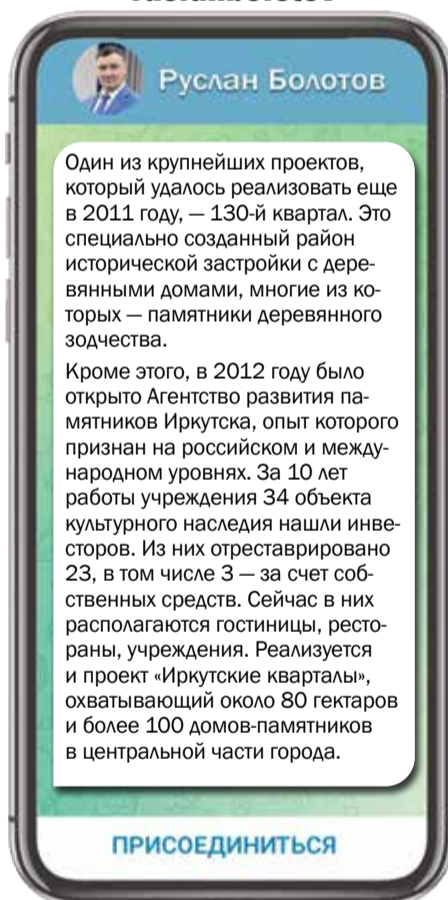 Руслан Болотов
Один из крупнейших проектов,
который удалось реализовать еще
в 2011 году, — 130-й квартал. Это
специально созданный район
исторической застройки с дере-
вянными домами, многие из ко-
торых — памятники деревянного
зодчества.
Кроме этого, в 2012 году было
открыто Агентство развития па-
мятников Иркутска, опыт которого
признан на российском и между-
народном уровнях. За 10 лет
работы учреждения 34 объекта
культурного наследия нашли инве-
сторов. Из них отреставрировано
23, в том числе 3 — за счет соб-
ственных средств. Сейчас в них
располагаются гостиницы, ресто-
раны, учреждения. Реализуется
и проект «Иркутские кварталы»,
охватывающий около 80 гектаров
и более 100 домов-памятников
в центральной части города.
ПРИСОЕДИНИТЬСЯ